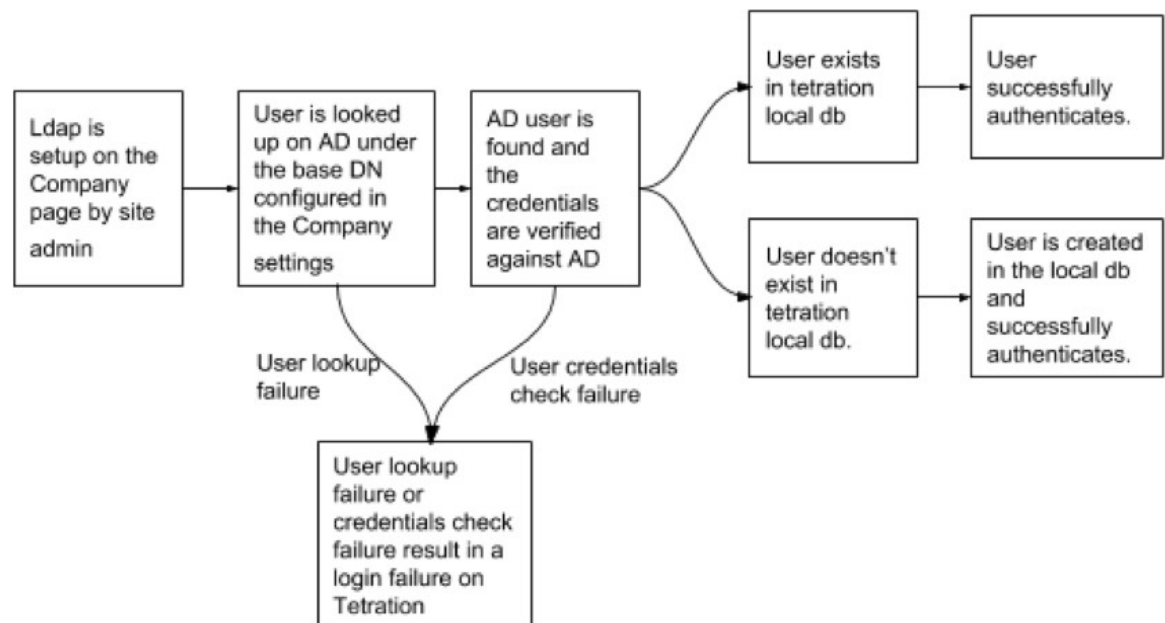 Ldap is
setup on the
Company
page by site
admin
User is looked
up on AD under
the base DN
configured in
the Company
settings
AD user is
found and
the
credentials
are verified
against AD
User exists
in tetration
local db
User
successfully
authenticates.
User doesn't
exist in
tetration
local db.
User is created
in the local db
and
successfully
authenticates.
User lookup
failure
User credentials
check failure
User lookup
failure or
credentials check
failure result in a
login failure on
Tetration